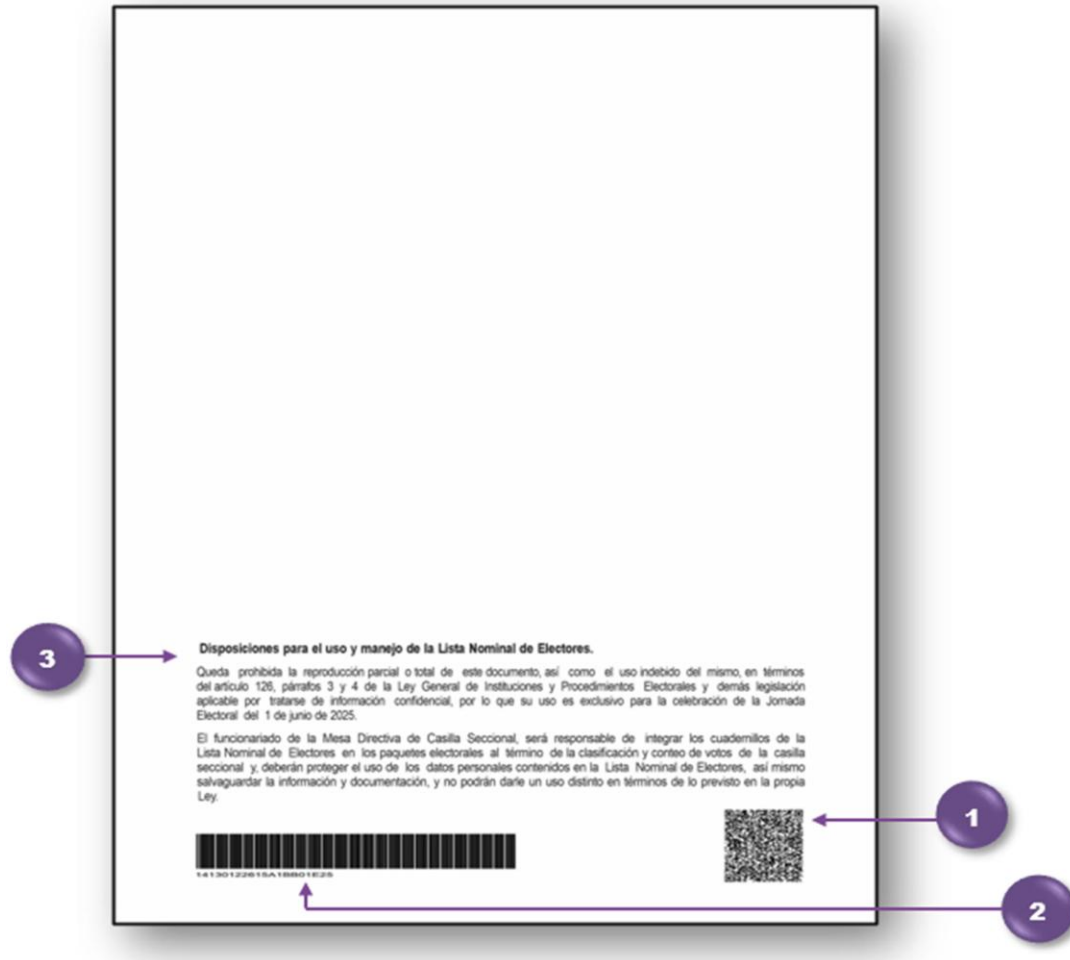 Disposiciones para el uso y manejo de la Lista Nominal de Electores.
Queda prohibida la reproducción parcial o total de este documento, así como el uso indebido del mismo, en términos
del artículo 126, párrafos 3 y 4 de la Ley General de Instituciones y Procedimientos Electorales y demás legislación
aplicable por tratarse de información confidencial, por lo que su uso es exclusivo para la celebración de la Jornada
Electoral del 1 de junio de 2025.
El funcionariado de la Mesa Directiva de Casilla Seccional, será responsable de integrar los cuadernillos de la
Lista Nominal de Electores en los paquetes electorales al término de la clasificación y conteo de votos de la casilla
seccional y, deberán proteger el uso de los datos personales contenidos en la Lista Nominal de Electores, así mismo
salvaguardar la información y documentación, y no podrán darle un uso distinto en términos de lo previsto en la propia
Ley.
14130122615A1BB01E25
3
1
2